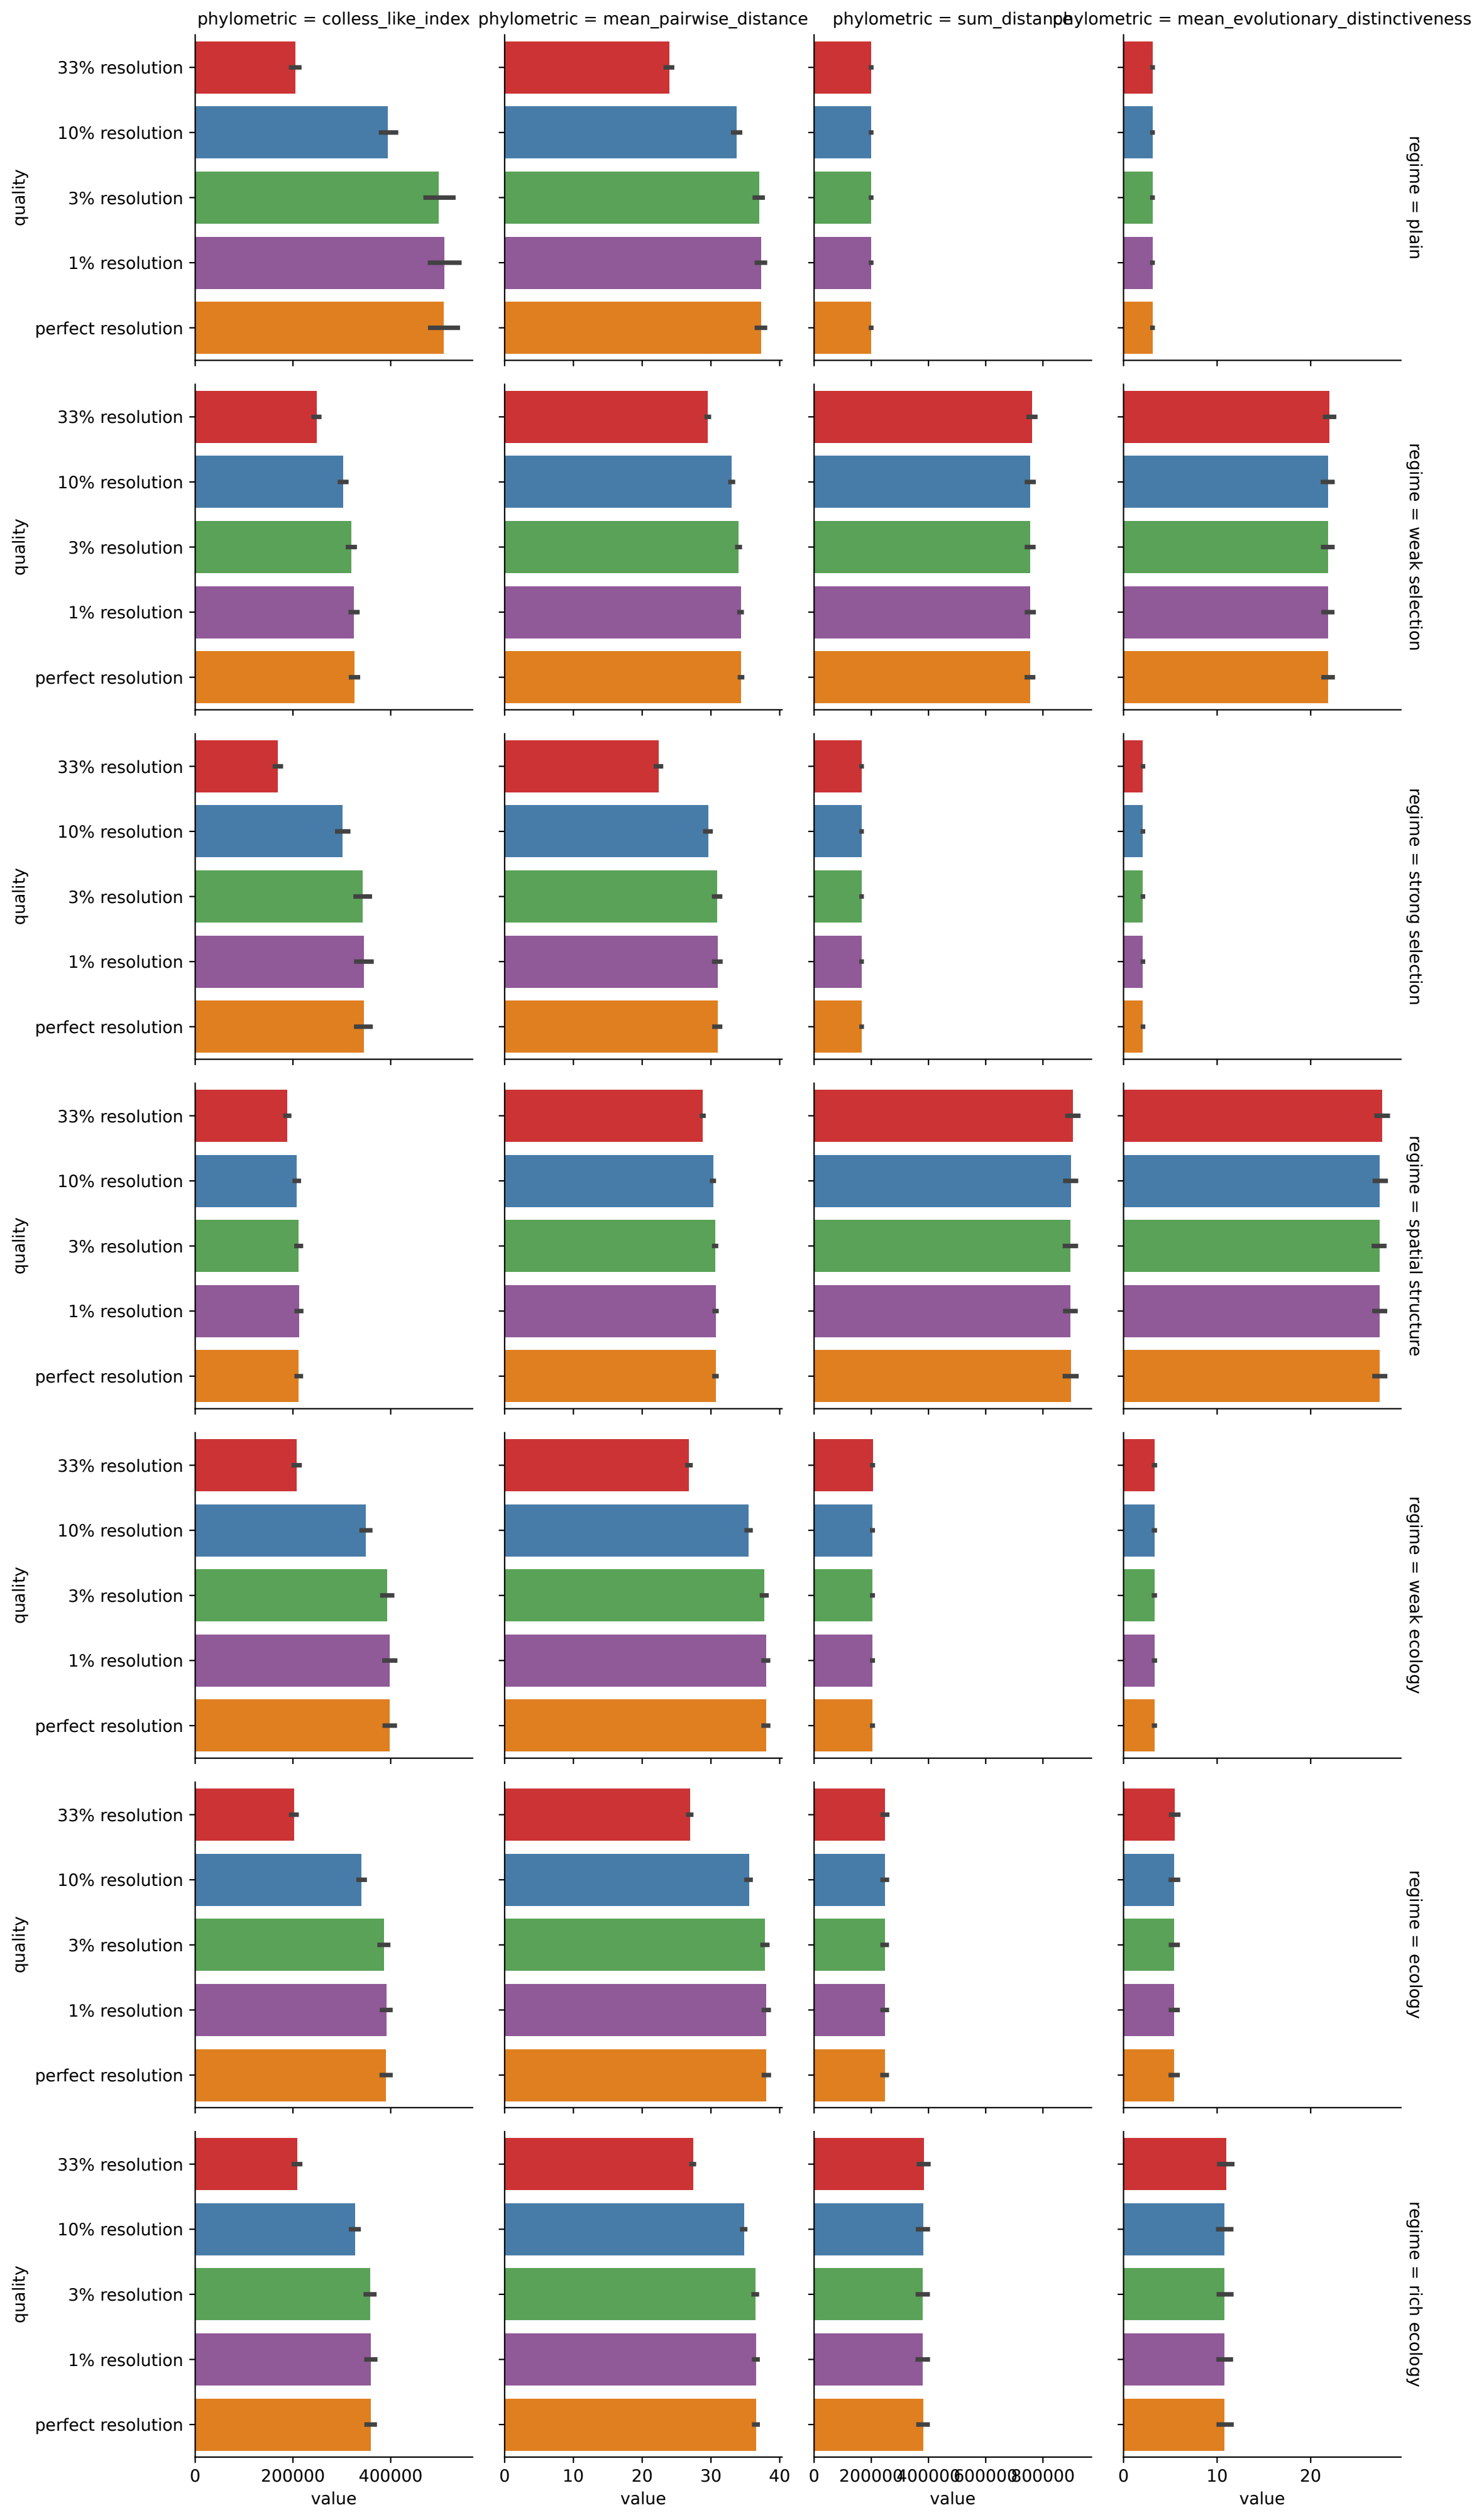 phylometric = colless_like_index
phylometric = mean_pairwise_distance
phylometric = sum_distance
phylometric = mean_evolutionary_distinctiveness
quality
33% resolution
10% resolution
3% resolution
1% resolution
perfect resolution
regime = plain
quality
33% resolution
10% resolution
3% resolution
1% resolution
perfect resolution
regime = weak selection
quality
33% resolution
10% resolution
3% resolution
1% resolution
perfect resolution
regime = strong selection
quality
33% resolution
10% resolution
3% resolution
1% resolution
perfect resolution
regime = spatial structure
quality
33% resolution
10% resolution
3% resolution
1% resolution
perfect resolution
regime = weak ecology
quality
33% resolution
10% resolution
3% resolution
1% resolution
perfect resolution
regime = ecology
quality
33% resolution
10% resolution
3% resolution
1% resolution
perfect resolution
regime = rich ecology
0 200000 400000
0 10 20 30 40
0 200000 400000 600000 800000
0 10 20
value
value
value
value